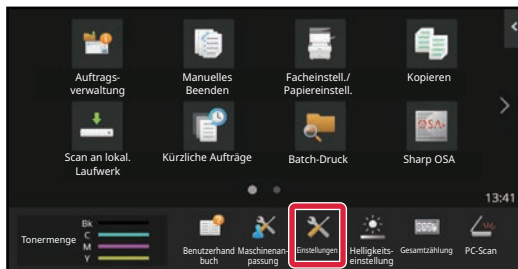 Auftrags-
verwaltung
Manuelles
Beenden
Facheinstell./
Papiereinstell.
Kopieren
OSA
Scan an lokal.
Laufwerk
Kürzliche Aufträge
Batch-Druck
Sharp OSA
13:41
Tonermenge
Bk
C
M
Y
Benutzerhand
buch
Maschinenan-
passung
Einstellungen
Helligkeits-
einstellung
Gesamtzählung
PC-Scan